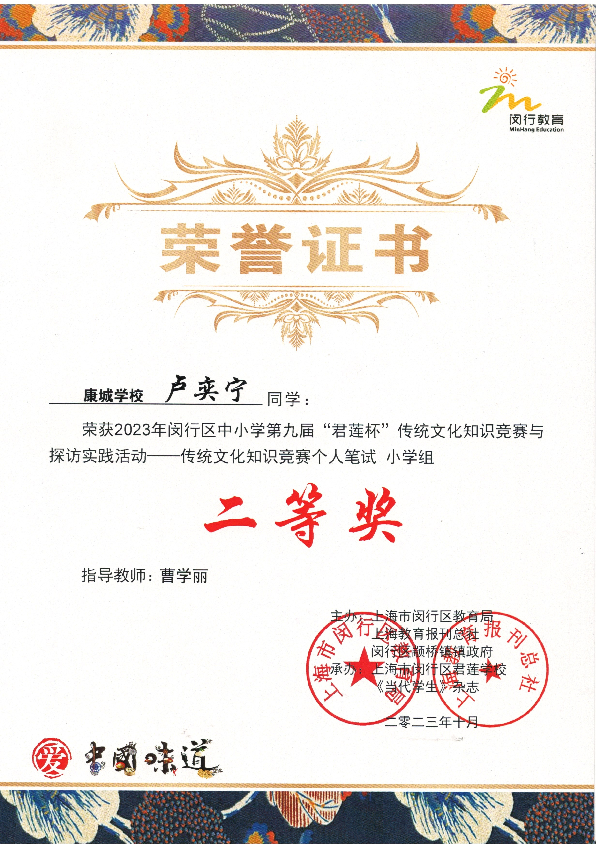 闵行教育
MinHang Education
荣誉证书
康城学校 卢奕宁 同学：
荣获2023年闵行区中小学第九届“君莲杯”传统文化知识竞赛与
探访实践活动——传统文化知识竞赛个人笔试 小学组
二等奖
指导教师：曹学丽
主办：上海市闵行区教育局
上海教育报刊总社
闵行区颛桥镇镇政府
承办：上海市闵行区君莲学校
《当代学生》杂志
二〇二三年十月
上海市闵行区教育局
上海教育报刊总社
爱 中国味道